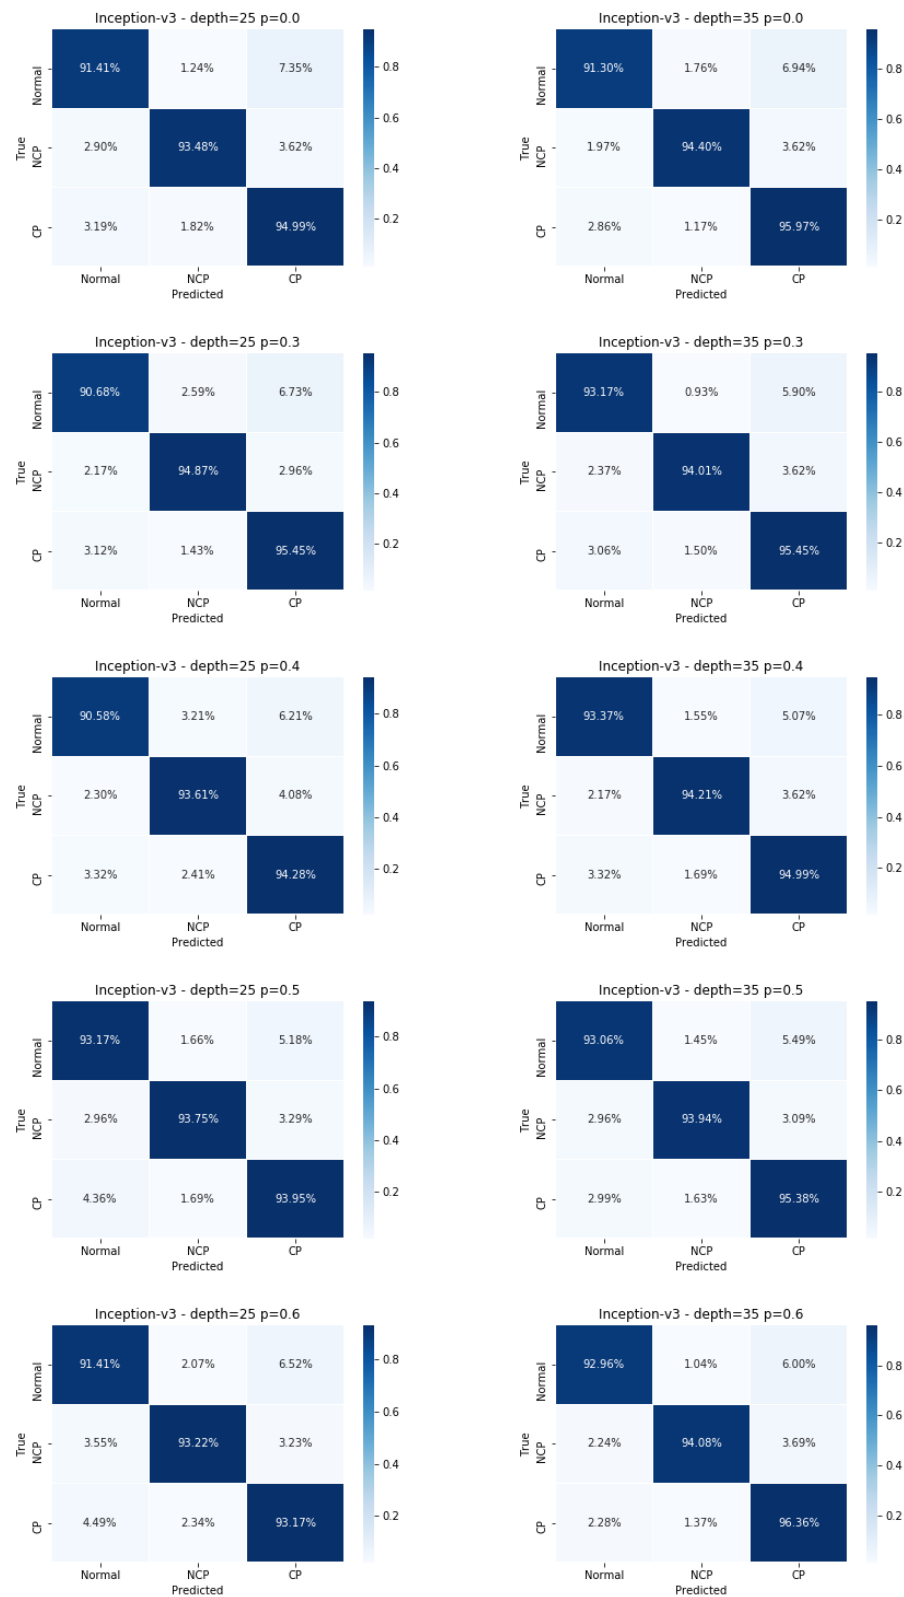 Inception-v3 - depth=25 p=0.0
Normal 91.41% 1.24% 7.35% 0.8
0.6
True NCP 2.90% 93.48% 3.62% 0.4
CP 3.19% 1.82% 94.99% 0.2
Normal NCP CP
Predicted
Inception-v3 - depth=35 p=0.0
Normal 91.30% 1.76% 6.94% 0.8
0.6
True NCP 1.97% 94.40% 3.62% 0.4
CP 2.86% 1.17% 95.97% 0.2
Normal NCP CP
Predicted
Inception-v3 - depth=25 p=0.3
Normal 90.68% 2.59% 6.73% 0.8
0.6
True NCP 2.17% 94.87% 2.96% 0.4
CP 3.12% 1.43% 95.45% 0.2
Normal NCP CP
Predicted
Inception-v3 - depth=35 p=0.3
Normal 93.17% 0.93% 5.90% 0.8
0.6
True NCP 2.37% 94.01% 3.62% 0.4
CP 3.06% 1.50% 95.45% 0.2
Normal NCP CP
Predicted
Inception-v3 - depth=25 p=0.4
Normal 90.58% 3.21% 6.21% 0.8
0.6
True NCP 2.30% 93.61% 4.08% 0.4
CP 3.32% 2.41% 94.28% 0.2
Normal NCP CP
Predicted
Inception-v3 - depth=35 p=0.4
Normal 93.37% 1.55% 5.07% 0.8
0.6
True NCP 2.17% 94.21% 3.62% 0.4
CP 3.32% 1.69% 94.99% 0.2
Normal NCP CP
Predicted
Inception-v3 - depth=25 p=0.5
Normal 93.17% 1.66% 5.18% 0.8
0.6
True NCP 2.96% 93.75% 3.29% 0.4
CP 4.36% 1.69% 93.95% 0.2
Normal NCP CP
Predicted
Inception-v3 - depth=35 p=0.5
Normal 93.06% 1.45% 5.49% 0.8
0.6
True NCP 2.96% 93.94% 3.09% 0.4
CP 2.99% 1.63% 95.38% 0.2
Normal NCP CP
Predicted
Inception-v3 - depth=25 p=0.6
Normal 91.41% 2.07% 6.52% 0.8
0.6
True NCP 3.55% 93.22% 3.23% 0.4
CP 4.49% 2.34% 93.17% 0.2
Normal NCP CP
Predicted
Inception-v3 - depth=35 p=0.6
Normal 92.96% 1.04% 6.00% 0.8
0.6
True NCP 2.24% 94.08% 3.69% 0.4
CP 2.28% 1.37% 96.36% 0.2
Normal NCP CP
Predicted